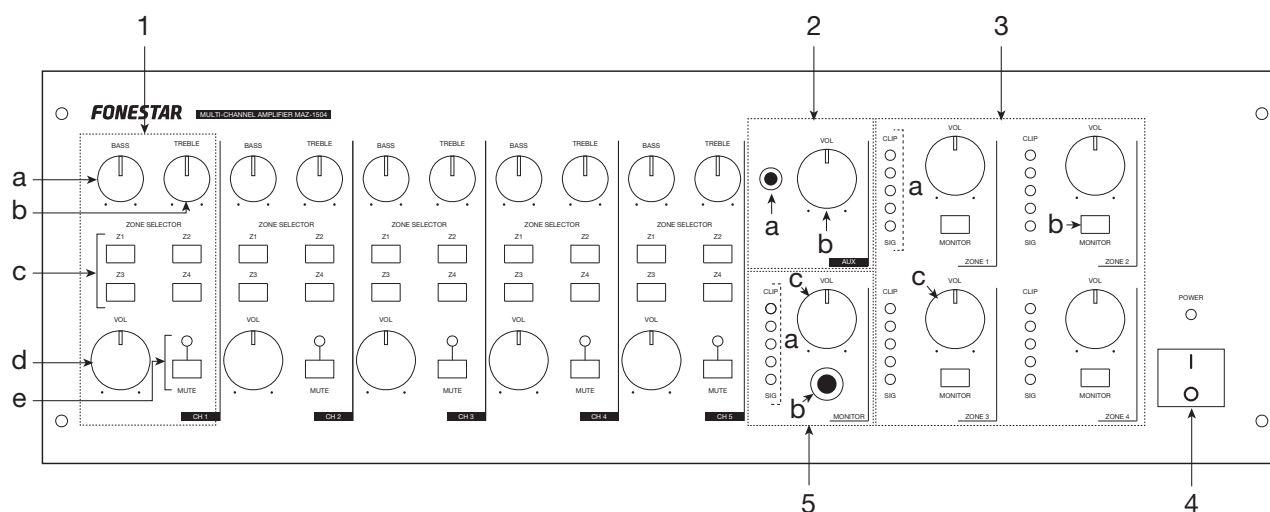 1 2 3
FONESTAR MULTI-CHANNEL AMPLIFIER MAZ-1504
BASS TREBLE BASS TREBLE BASS TREBLE BASS TREBLE BASS TREBLE
a
b
ZONE SELECTOR ZONE SELECTOR ZONE SELECTOR ZONE SELECTOR ZONE SELECTOR
c
Z1 Z2 Z1 Z2 Z1 Z2 Z1 Z2 Z1 Z2
Z3 Z4 Z3 Z4 Z3 Z4 Z3 Z4 Z3 Z4
VOL VOL VOL VOL VOL
d
e
MUTE MUTE MUTE MUTE MUTE
CH 1 CH 2 CH 3 CH 4 CH 5
VOL
a
b
AUX
CLIP
VOL
c
a
SIG
b
MONITOR
CLIP VOL CLIP VOL
a
b
SIG MONITOR SIG MONITOR
ZONE 1 ZONE 2
CLIP VOL CLIP VOL
c
SIG MONITOR SIG MONITOR
ZONE 3 ZONE 4
POWER
I
O
5 4